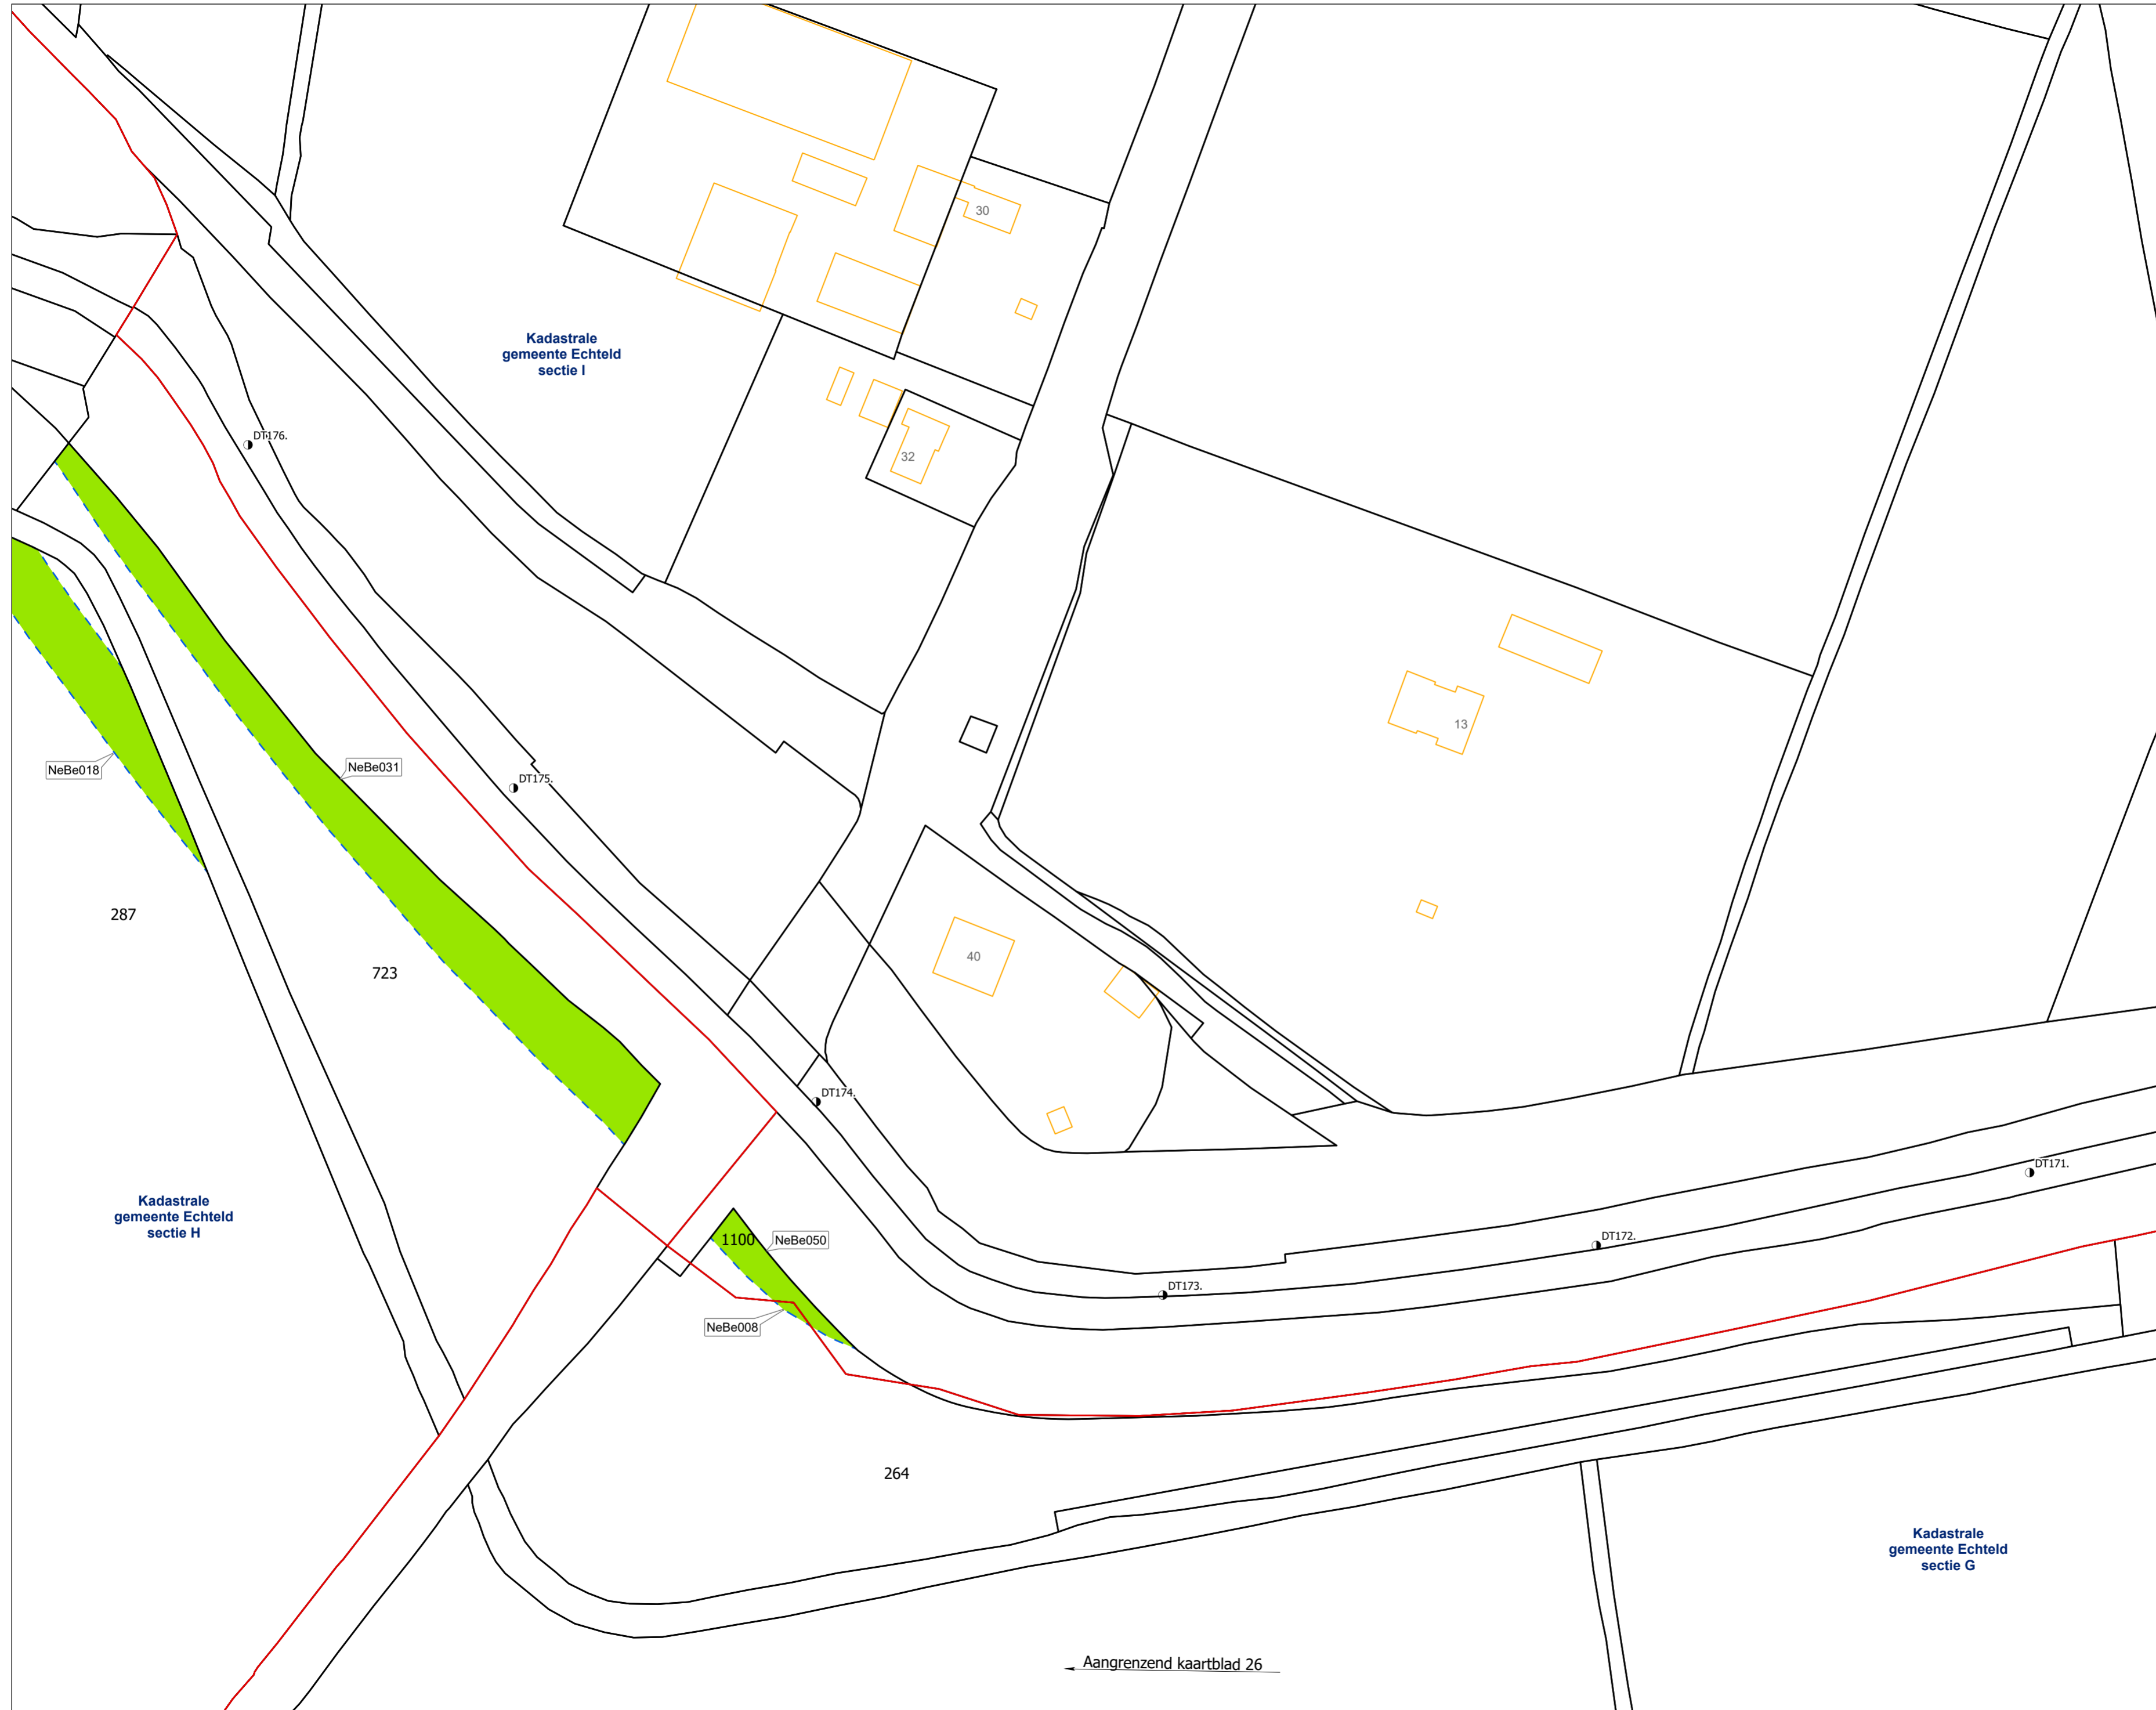 30
Kadastrale
gemeente Echteld
sectie I
DT176.
32
13
NeBe018
NeBe031
DT175.
287
723
40
DT174.
DT171.
Kadastrale
gemeente Echteld
sectie H
1100
NeBe050
DT172.
DT173.
NeBe008
264
Kadastrale
gemeente Echteld
sectie G
Aangrenzend kaartblad 26